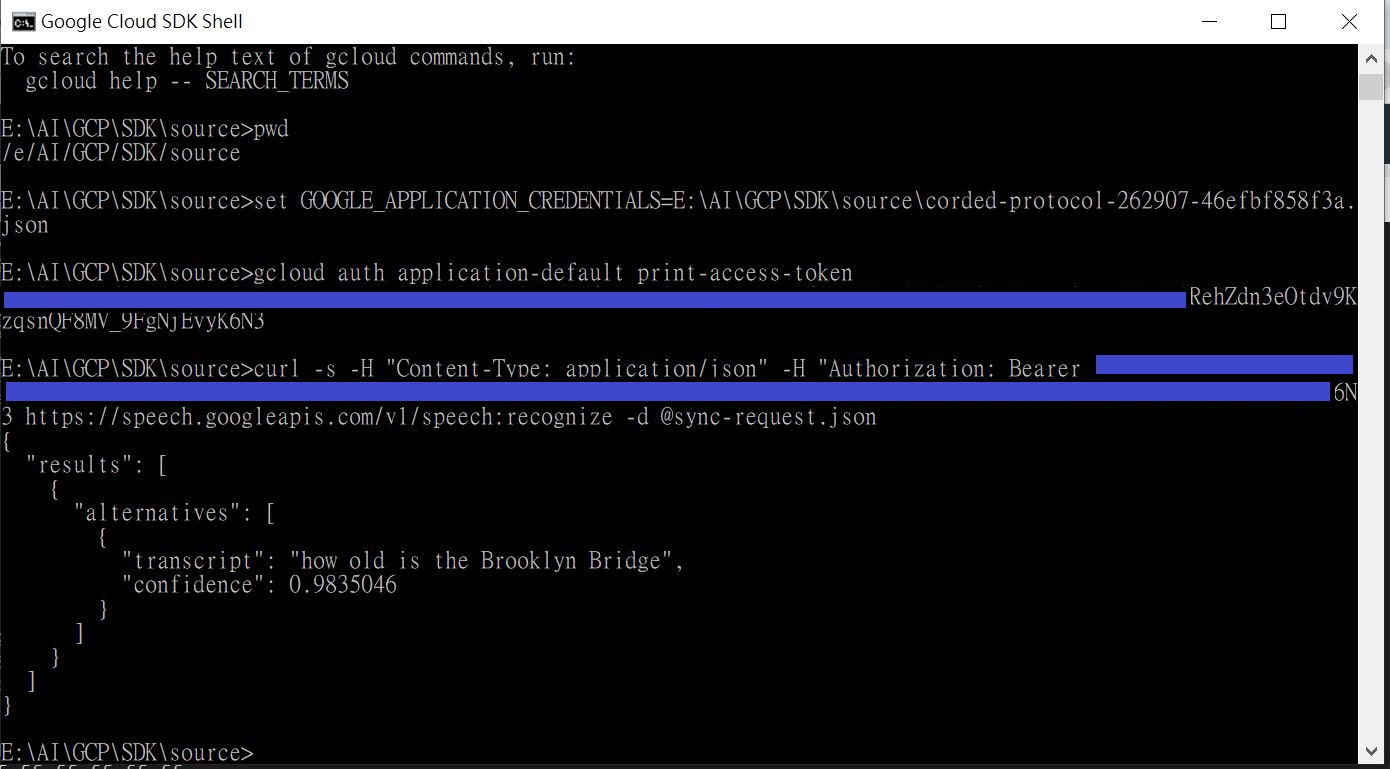 Google Cloud SDK Shell
To search the help text of gcloud commands, run:
  gcloud help -- SEARCH_TERMS
E:\AI\GCP\SDK\source>pwd
/e/AI/GCP/SDK/source
E:\AI\GCP\SDK\source>set GOOGLE_APPLICATION_CREDENTIALS=E:\AI\GCP\SDK\source\corded-protocol-262907-46efbf858f3a.
json
E:\AI\GCP\SDK\source>gcloud auth application-default print-access-token
RehZdn3eOtdv9K
zqsnQF8MV_9FgNjEvyK6N3
E:\AI\GCP\SDK\source>curl -s -H "Content-Type: application/json" -H "Authorization: Bearer
6N
3 https://speech.googleapis.com/v1/speech:recognize -d @sync-request.json
{
  "results": [
    {
      "alternatives": [
        {
          "transcript": "how old is the Brooklyn Bridge",
          "confidence": 0.9835046
        }
      ]
    }
  ]
}
E:\AI\GCP\SDK\source>